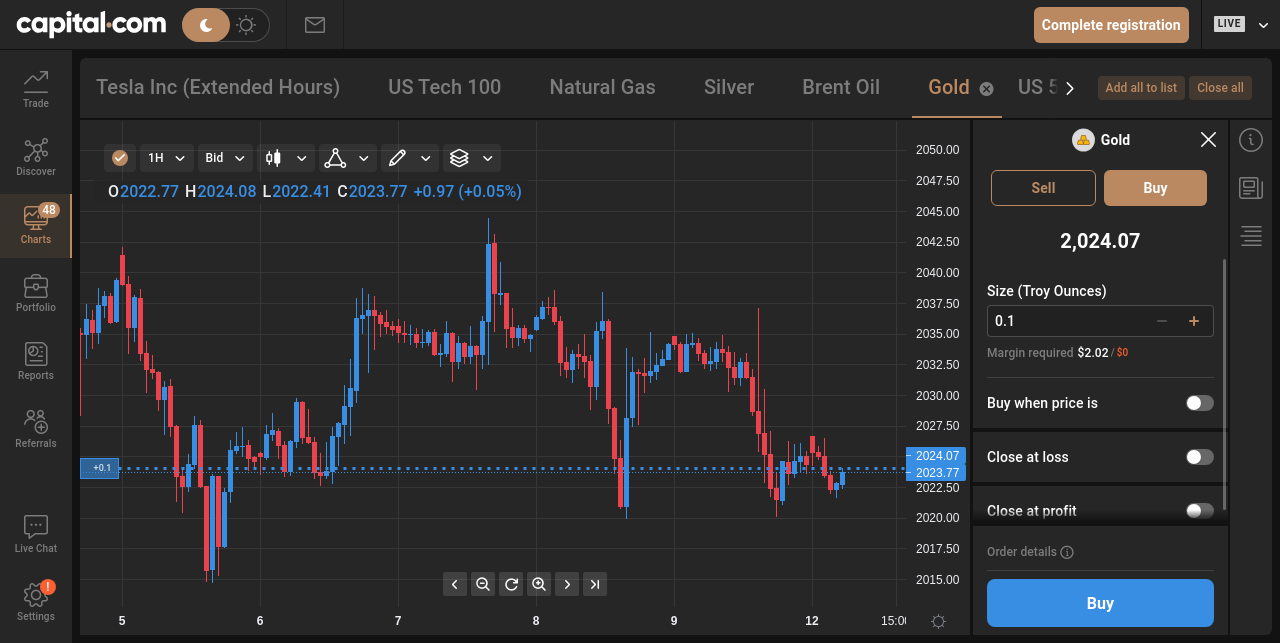 capital.com
Complete registration
LIVE
Trade
Discover
48
Charts
Portfolio
Reports
Referrals
Live Chat
!
Settings
Tesla Inc (Extended Hours) US Tech 100 Natural Gas Silver Brent Oil Gold US 5
Add all to list Close all
1H Bid
O2022.77 H2024.08 L2022.41 C2023.77 +0.97 (+0.05%)
2050.00
2047.50
2045.00
2042.50
2040.00
2037.50
2035.00
2032.50
2030.00
2027.50
2024.07
2023.77
2022.50
2020.00
2017.50
2015.00
+0.1
5 6 7 8 9 12 15:00
Gold
Sell Buy
2,024.07
Size (Troy Ounces)
0.1
Margin required $2.02 / $0
Buy when price is
Close at loss
Close at profit
Order details
Buy